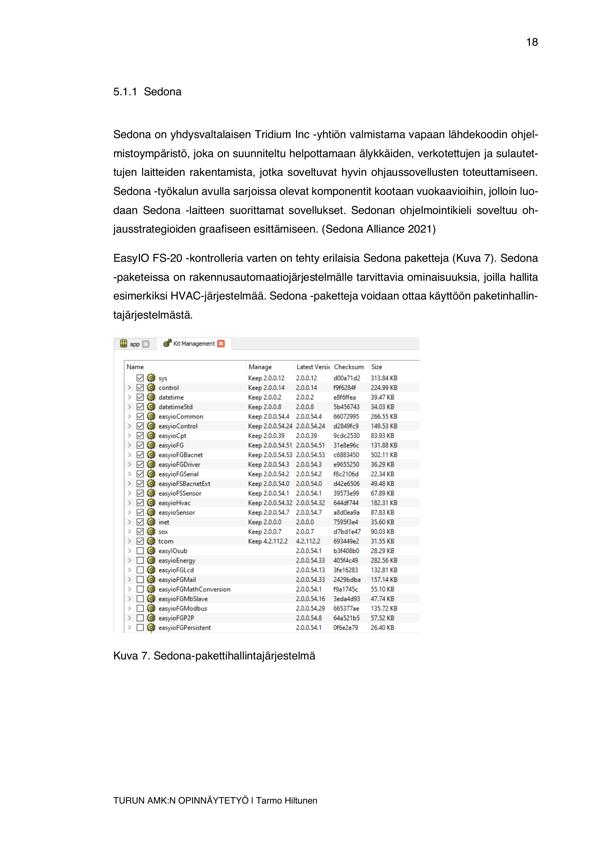 18
5.1.1 Sedona
Sedona on yhdysvaltalaisen Tridium Inc -yhtiön valmistama vapaan lähdekoodin ohjel-
mistoympäristö, joka on suunniteltu helpottamaan älykkäiden, verkotettujen ja sulautet-
tujen laitteiden rakentamista, jotka soveltuvat hyvin ohjaussovellusten toteuttamiseen.
Sedona -työkalun avulla sarjoissa olevat komponentit kootaan vuokaavioihin, jolloin luo-
daan Sedona -laitteen suorittamat sovellukset. Sedonan ohjelmointikieli soveltuu oh-
jausstrategioiden graafiseen esittämiseen. (Sedona Alliance 2021)
EasyIO FS-20 -kontrolleria varten on tehty erilaisia Sedona paketteja (Kuva 7). Sedona
-paketeissa on rakennusautomaatiojärjestelmälle tarvittavia ominaisuuksia, joilla hallita
esimerkiksi HVAC-järjestelmää. Sedona -paketteja voidaan ottaa käyttöön paketinhallin-
tajärjestelmästä.
app Kit Management
Name Manage Latest Versic Checksum Size
sys Keep 2.0.0.12 2.0.0.12 d00a71d2 313.84 KB
control Keep 2.0.0.14 2.0.0.14 f9f6284f 224.99 KB
datetime Keep 2.0.0.2 2.0.0.2 e8f6ffea 39.47 KB
datetimeStd Keep 2.0.0.8 2.0.0.8 5b456743 34.03 KB
easyioCommon Keep 2.0.0.54.4 2.0.0.54.4 66072995 266.55 KB
easyioControl Keep 2.0.0.54.24 2.0.0.54.24 d2849fc9 149.53 KB
easyioCpt Keep 2.0.0.39 2.0.0.39 9cdc2530 83.93 KB
easyioFG Keep 2.0.0.54.51 2.0.0.54.51 31e8e96c 131.88 KB
easyioFGBacnet Keep 2.0.0.54.53 2.0.0.54.53 c6883450 502.11 KB
easyioFGDriver Keep 2.0.0.54.3 2.0.0.54.3 e9655250 36.29 KB
easyioFGSerial Keep 2.0.0.54.2 2.0.0.54.2 f8c2106d 22.34 KB
easyioFSBacnetExt Keep 2.0.0.54.0 2.0.0.54.0 d42e6506 49.48 KB
easyioFSSensor Keep 2.0.0.54.1 2.0.0.54.1 39573e99 67.89 KB
easyioHvac Keep 2.0.0.54.32 2.0.0.54.32 644df744 182.31 KB
easyioSensor Keep 2.0.0.54.7 2.0.0.54.7 a8d0ea9a 87.83 KB
inet Keep 2.0.0.0 2.0.0.0 7595f3e4 35.60 KB
sox Keep 2.0.0.7 2.0.0.7 d7bd1e47 90.03 KB
tcom Keep 4.2.112.2 4.2.112.2 693449e2 31.55 KB
easyIOsub 2.0.0.54.1 b3f408b0 28.29 KB
easyioEnergy 2.0.0.54.33 405f4c49 282.56 KB
easyioFGLcd 2.0.0.54.13 3fe16283 132.81 KB
easyioFGMail 2.0.0.54.33 2429bdba 157.14 KB
easyioFGMathConversion 2.0.0.54.1 f9a1745c 55.10 KB
easyioFGMbSlave 2.0.0.54.16 3eda4d93 47.74 KB
easyioFGModbus 2.0.0.54.29 665377ae 135.72 KB
easyioFGP2P 2.0.0.54.8 64a521b5 57.52 KB
easyioFGPersistent 2.0.0.54.1 0f6e2e79 26.40 KB
Kuva 7. Sedona-pakettihallintajärjestelmä
TURUN AMK:N OPINNÄYTETYÖ | Tarmo Hiltunen